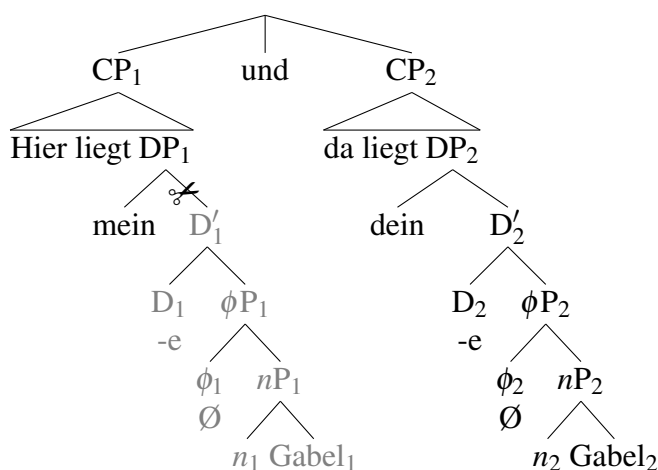 CP₁ und CP₂
Hier liegt DP₁ da liegt DP₂
mein D′₁ dein D′₂
D₁ ϕP₁ D₂ ϕP₂
-e -e
ϕ₁ nP₁ ϕ₂ nP₂
Ø Ø
n₁ Gabel₁ n₂ Gabel₂